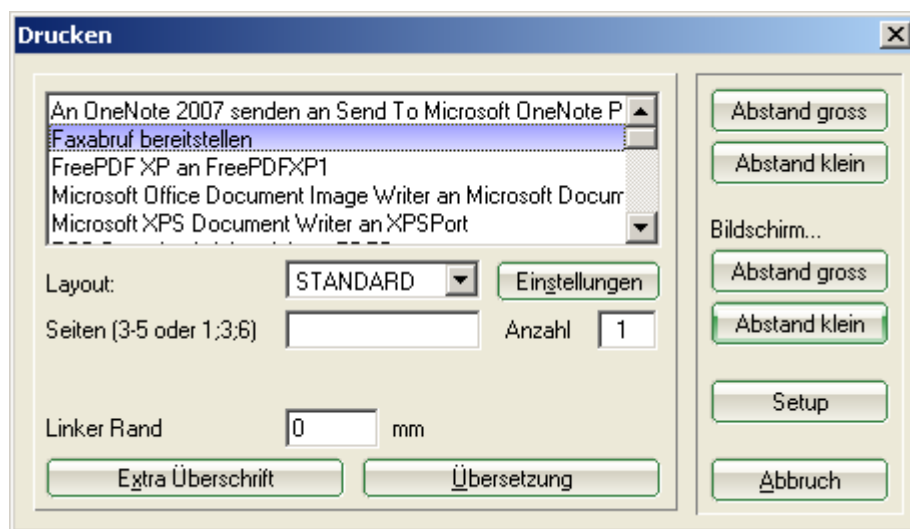 Drucken
An OneNote 2007 senden an Send To Microsoft OneNote P
Faxabruf bereitstellen
FreePDF XP an FreePDFXP1
Microsoft Office Document Image Writer an Microsoft Docum
Microsoft XPS Document Writer an XPSPort
Layout:
STANDARD
Einstellungen
Seiten (3-5 oder 1;3;6)
Anzahl
1
Linker Rand
0
mm
Extra Überschrift
Übersetzung
Abstand gross
Abstand klein
Bildschirm...
Abstand gross
Abstand klein
Setup
Abbruch